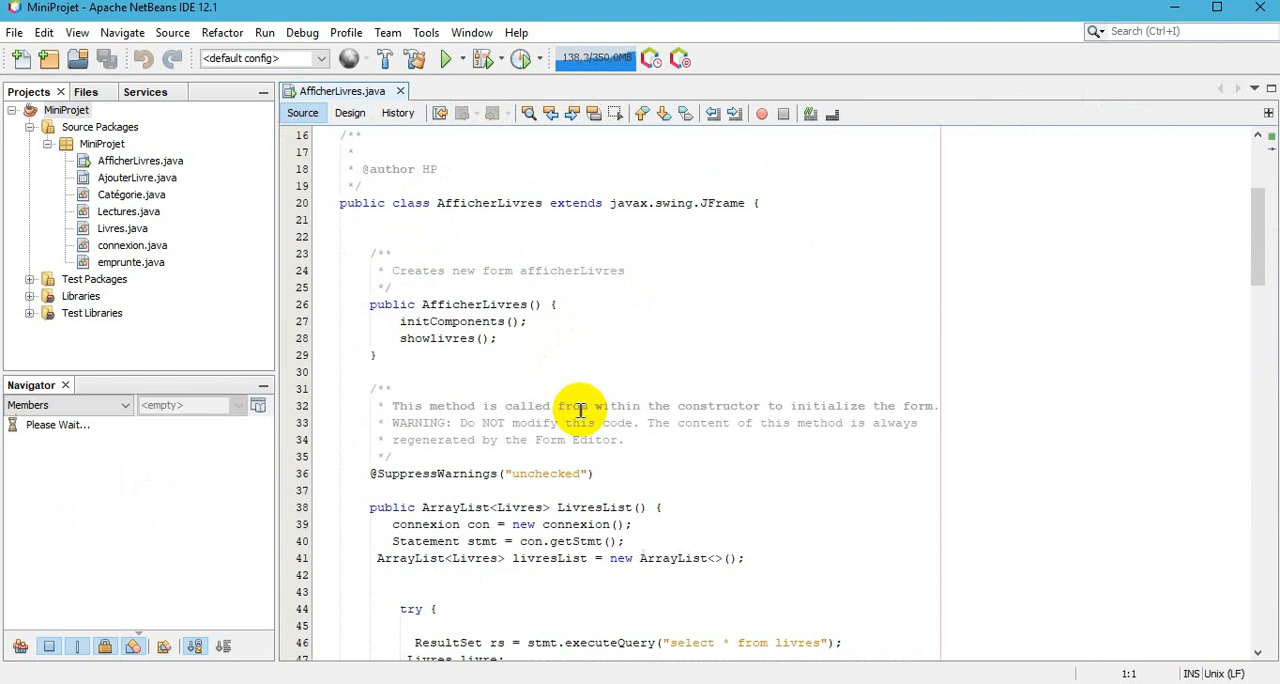 MiniProjet - Apache NetBeans IDE 12.1
File Edit View Navigate Source Refactor Run Debug Profile Team Tools Window Help
Search (Ctrl+I)
<default config>
138,2/350,0MB
Projects Files Services
AfficherLivres.java
MiniProjet
Source Packages
MiniProjet
AfficherLivres.java
AjouterLivre.java
Catégorie.java
Lectures.java
Livres.java
connexion.java
emprunte.java
Test Packages
Libraries
Test Libraries
Navigator
Members
<empty>
Please Wait...
Source Design History
16 /**
17 *
18 * @author HP
19 */
20 public class AfficherLivres extends javax.swing.JFrame {
21
22
23 /**
24 * Creates new form afficherLivres
25 */
26 public AfficherLivres() {
27 initComponents();
28 showlivres();
29 }
30
31 /**
32 * This method is called from within the constructor to initialize the form.
33 * WARNING: Do NOT modify this code. The content of this method is always
34 * regenerated by the Form Editor.
35 */
36 @SuppressWarnings("unchecked")
37
38 public ArrayList<Livres> LivresList() {
39 connexion con = new connexion();
40 Statement stmt = con.getStmt();
41 ArrayList<Livres> livresList = new ArrayList<>();
42
43
44 try {
45
46 ResultSet rs = stmt.executeQuery("select * from livres");
47 Livres livre;
1:1
INS Unix (LF)